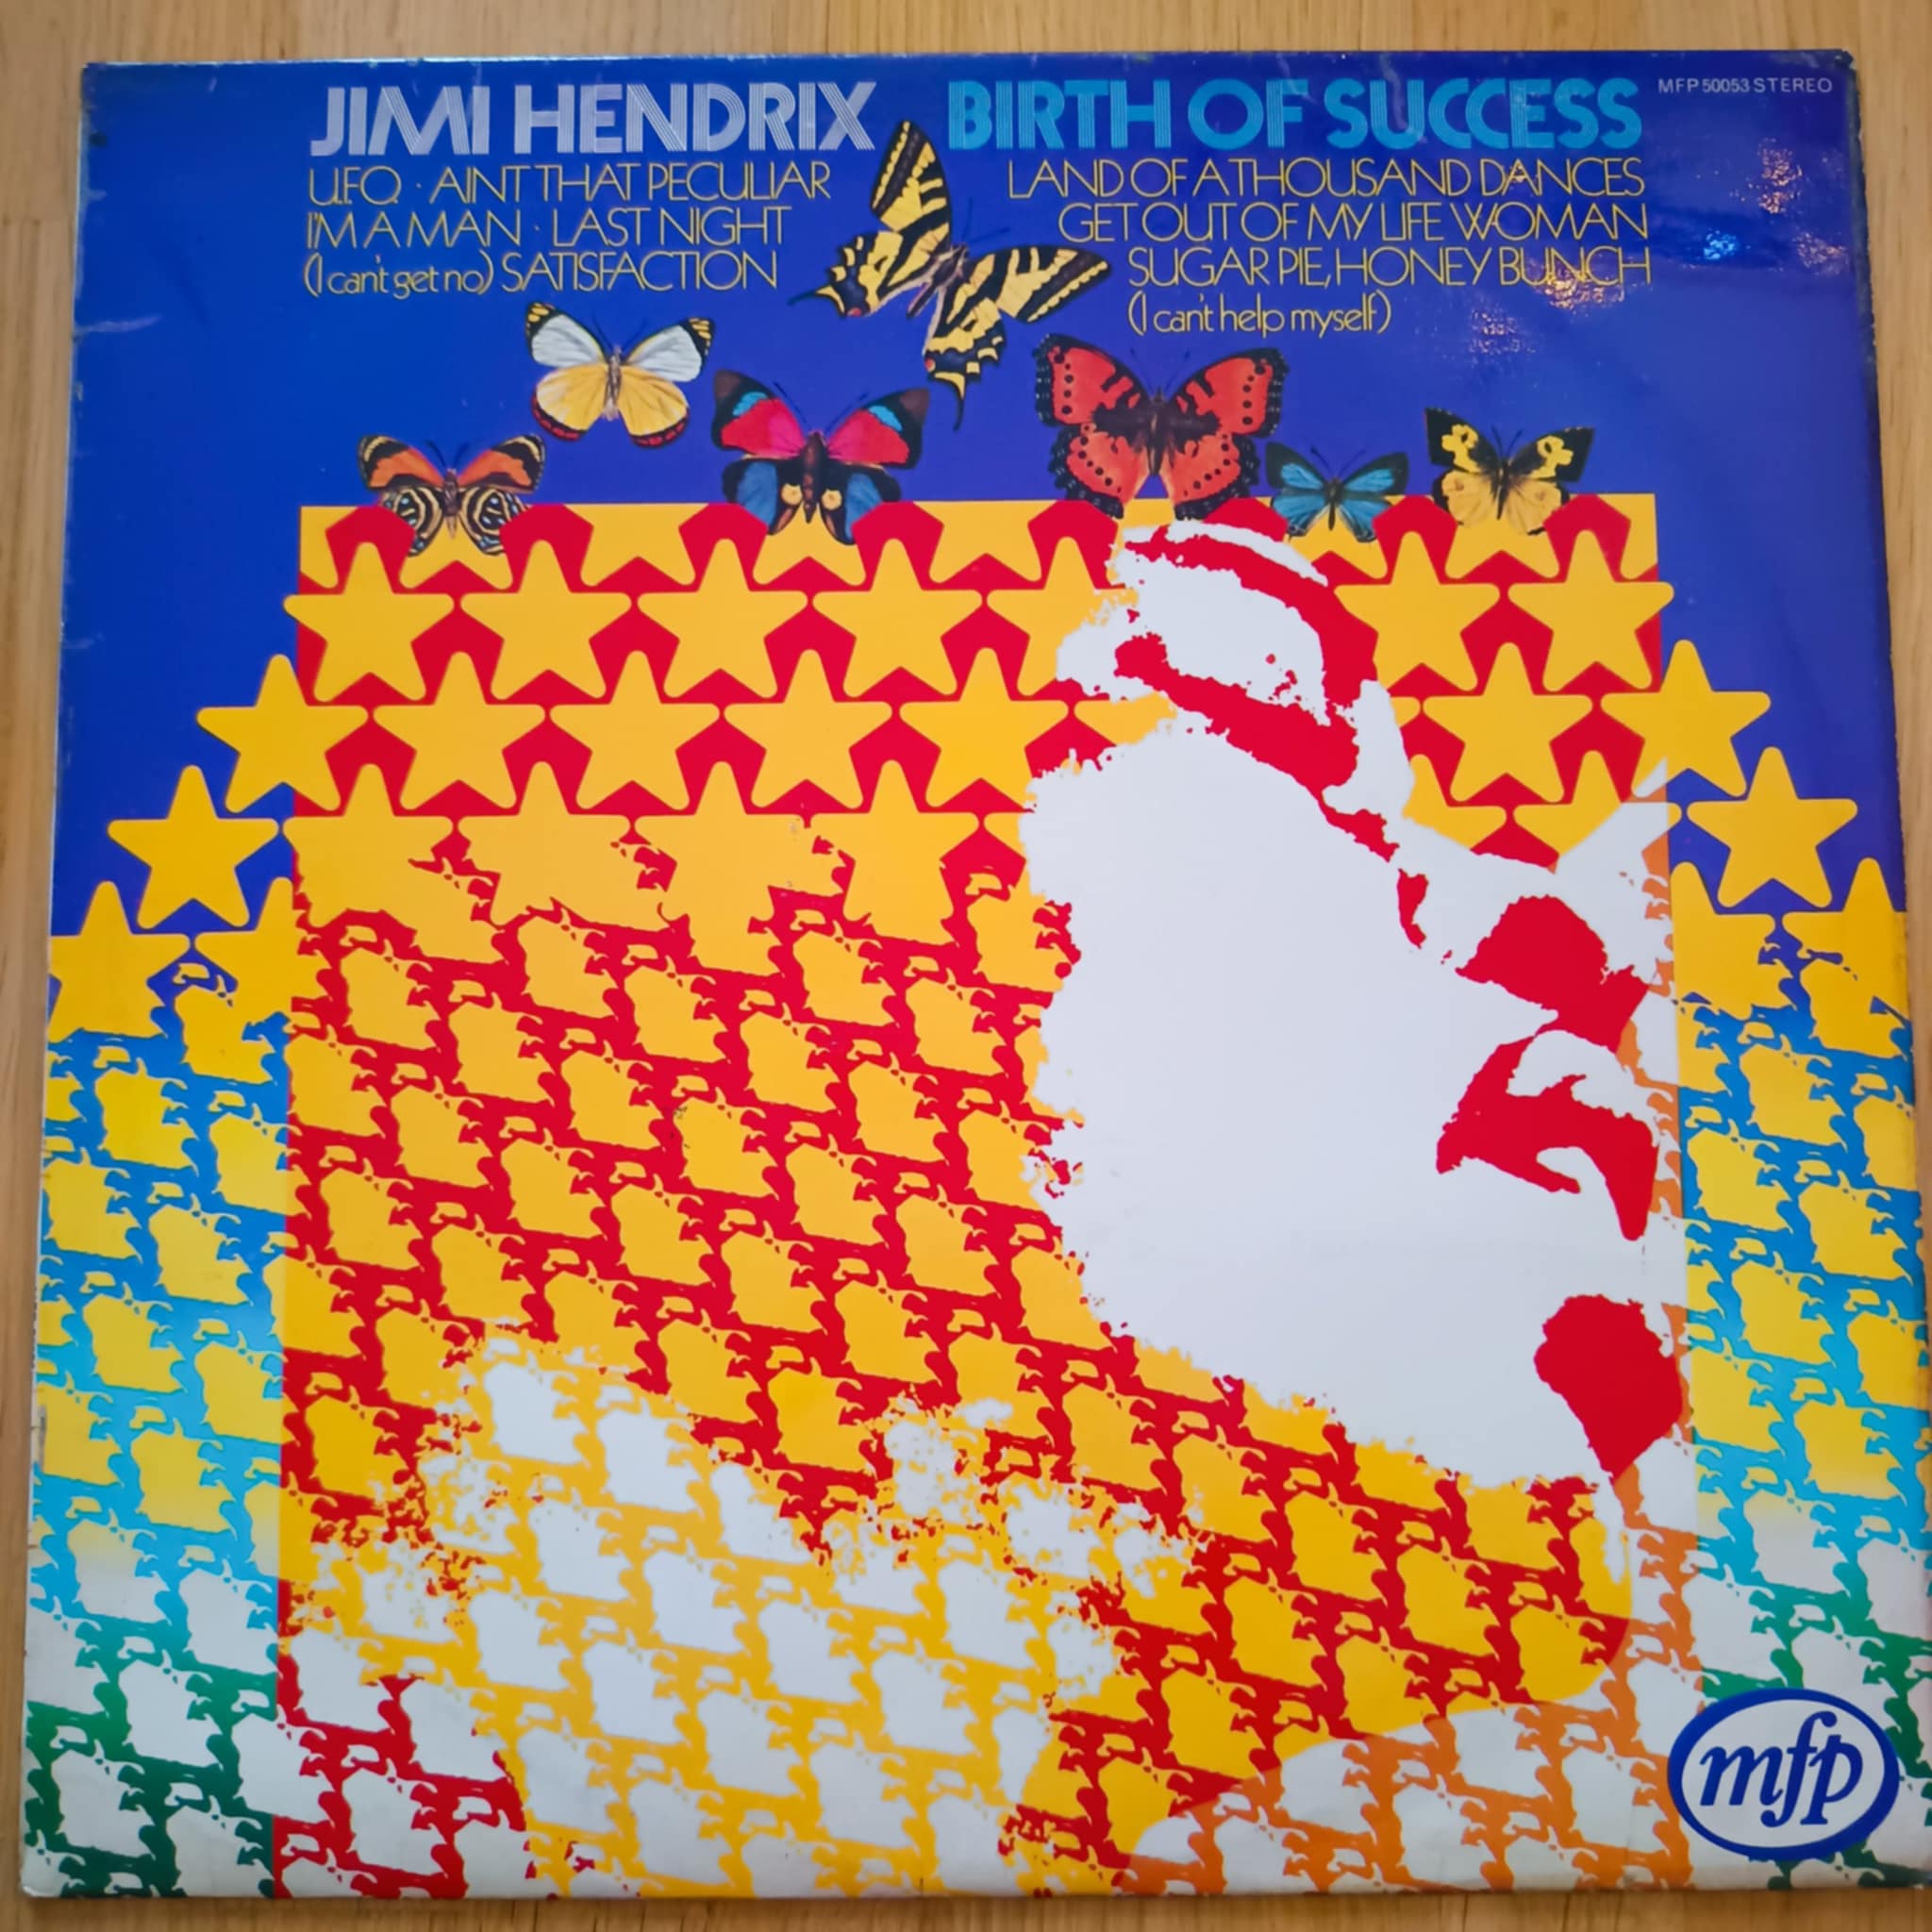 JIMI HENDRIX
U.F.O. · AINT THAT PECULIAR
I'M A MAN · LAST NIGHT
(I can't get no) SATISFACTION
BIRTH OF SUCCESS
LAND OF A THOUSAND DANCES
GET OUT OF MY LIFE WOMAN
SUGAR PIE, HONEY BUNCH
(I can't help myself)
MFP 50053 STEREO
mfp